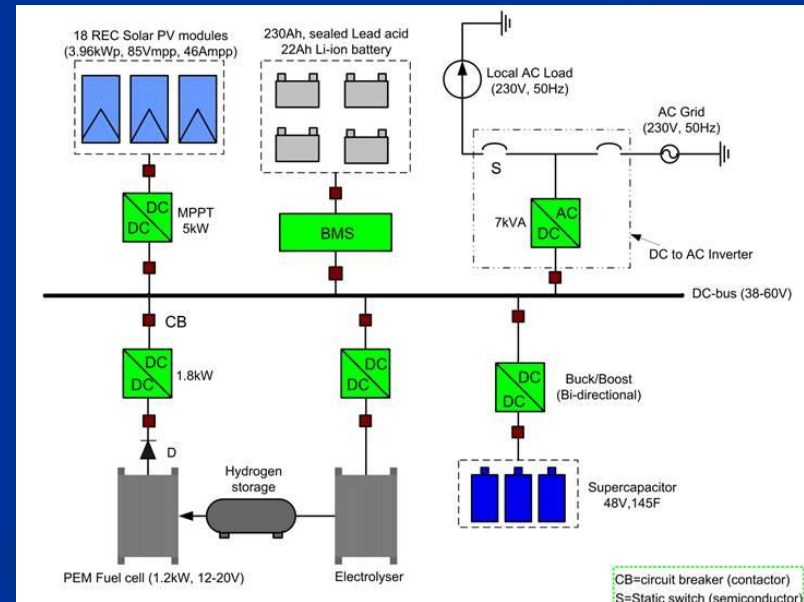 18 REC Solar PV modules
(3.96kWp, 85Vmpp, 46Ampp)
230Ah, sealed Lead acid
22Ah Li-ion battery
Local AC Load
(230V, 50Hz)
AC Grid
(230V, 50Hz)
S
DC
DC
MPPT
5kW
BMS
7kVA
AC
DC
DC to AC Inverter
DC-bus (38-60V)
CB
DC
DC
1.8kW
DC
DC
DC
DC
Buck/Boost
(Bi-directional)
D
Hydrogen
storage
Supercapacitor
48V,145F
PEM Fuel cell (1.2kW, 12-20V)
Electrolyser
CB=circuit breaker (contactor)
S=Static switch (semiconductor)